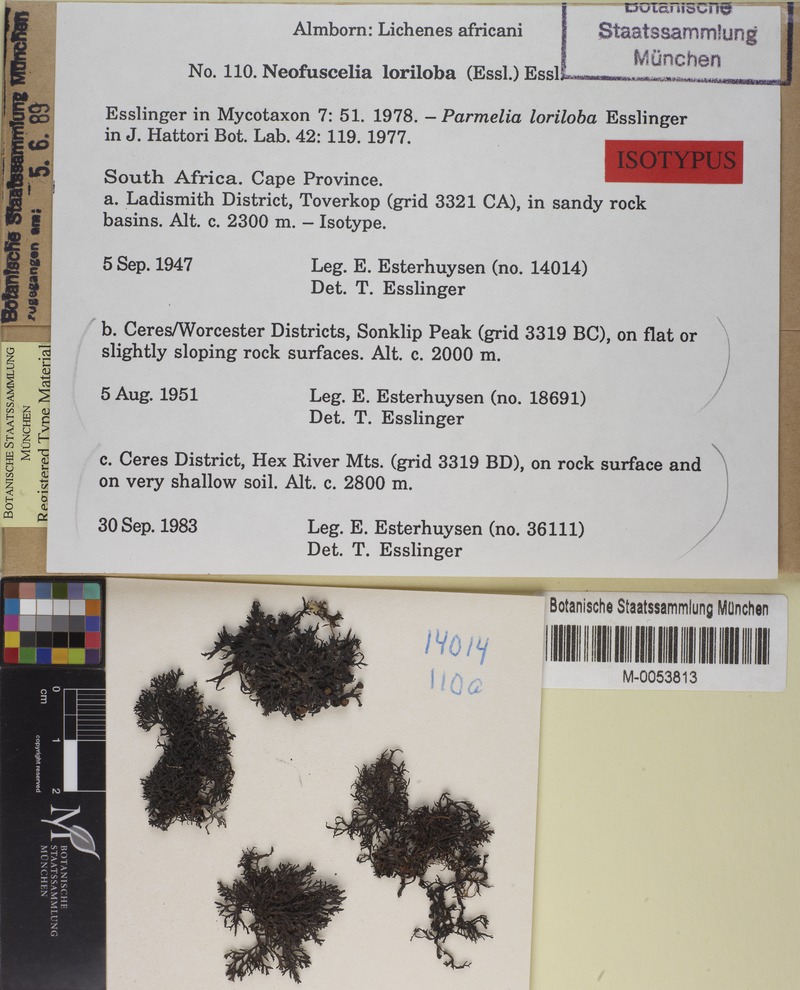 Almborn: Lichenes africani
No. 110. Neofuscelia loriloba (Essl.) Essl.
Esslinger in Mycotaxon 7: 51. 1978. – Parmelia loriloba Esslinger
in J. Hattori Bot. Lab. 42: 119. 1977.
South Africa. Cape Province.
a. Ladismith District, Toverkop (grid 3321 CA), in sandy rock
basins. Alt. c. 2300 m. – Isotype.
5 Sep. 1947 Leg. E. Esterhuysen (no. 14014)
Det. T. Esslinger
b. Ceres/Worcester Districts, Sonklip Peak (grid 3319 BC), on flat or
slightly sloping rock surfaces. Alt. c. 2000 m.
5 Aug. 1951 Leg. E. Esterhuysen (no. 18691)
Det. T. Esslinger
c. Ceres District, Hex River Mts. (grid 3319 BD), on rock surface and
on very shallow soil. Alt. c. 2800 m.
30 Sep. 1983 Leg. E. Esterhuysen (no. 36111)
Det. T. Esslinger
Botanische
Staatssammlung
München
ISOTYPUS
Botanische Staatssammlung München
zugegangen am: 5. 6. 89
BOTANISCHE STAATSSAMMLUNG
MÜNCHEN
Registered Type Material
14014
110a
Botanische Staatssammlung München
M-0053813
0 1 2
cm
copyright reserved
M
BOTANISCHE
STAATSSAMMLUNG
MÜNCHEN